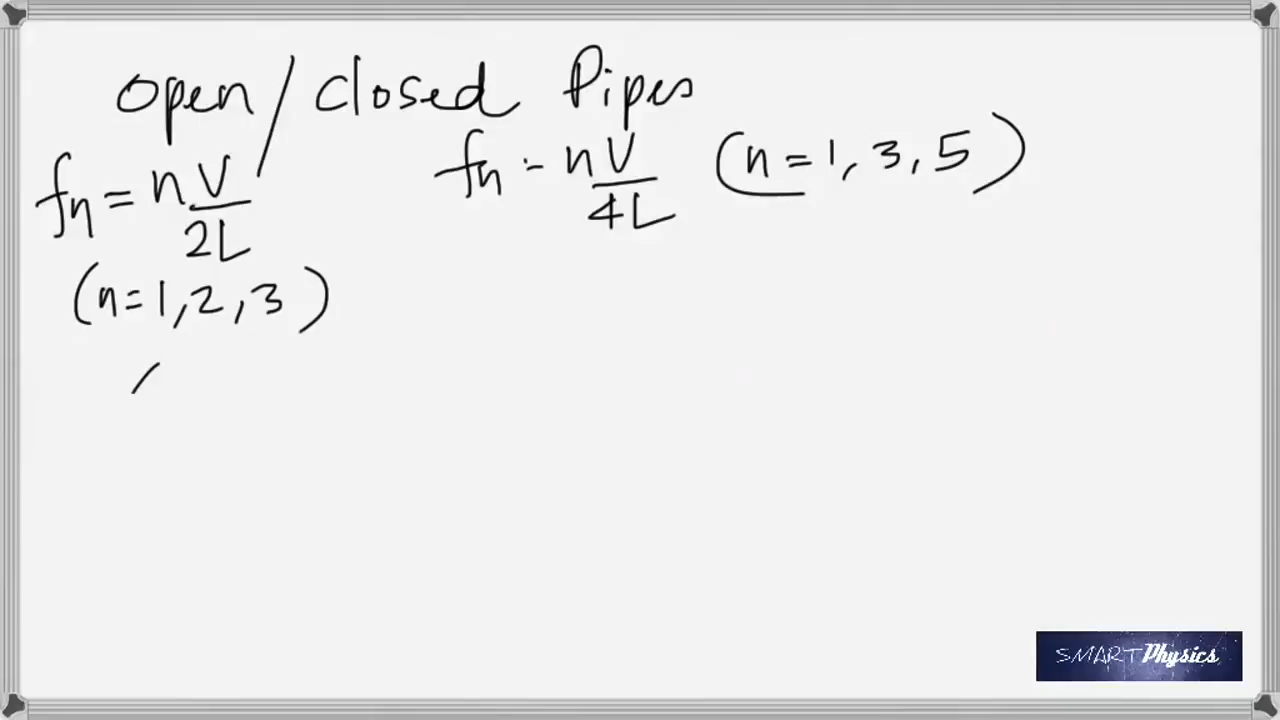 Open / Closed Pipes
fn = nV/2L
(n = 1, 2, 3)
fn = nV/4L (n = 1, 3, 5)
SMART Physics